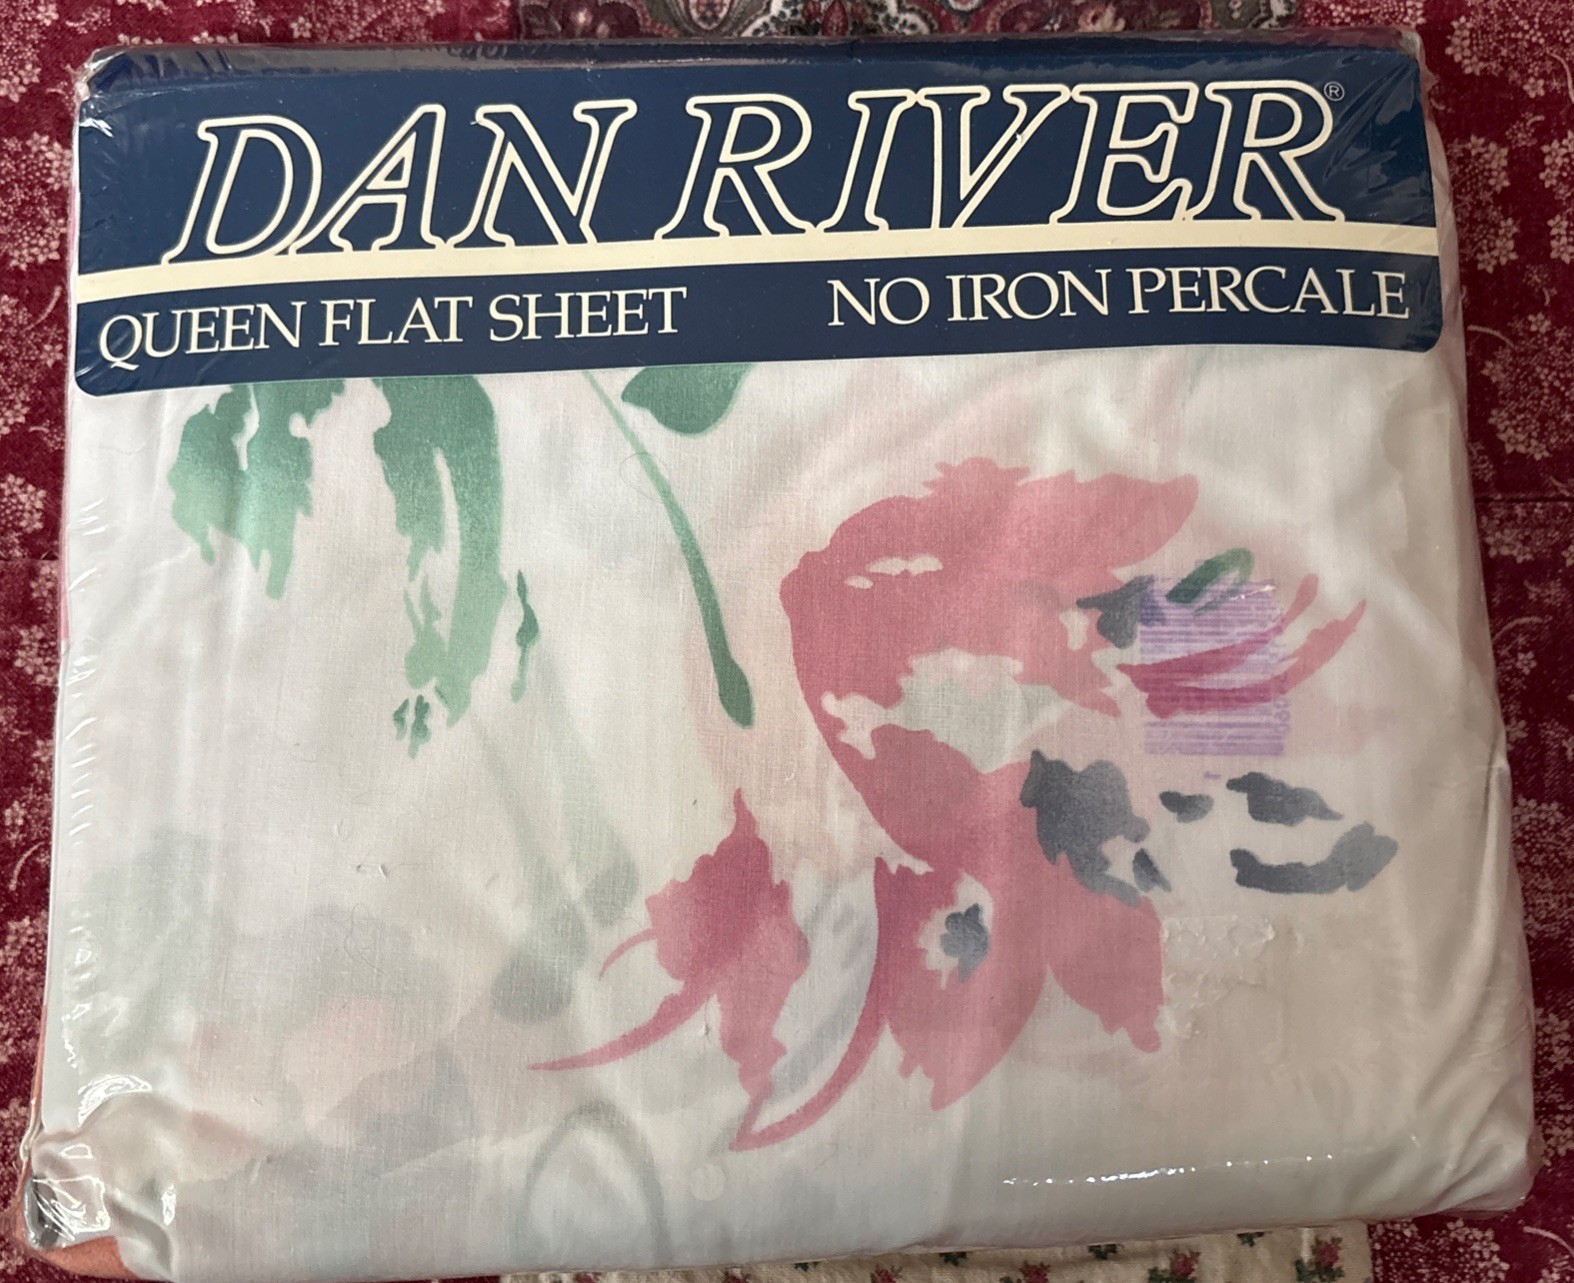 DAN RIVER®
QUEEN FLAT SHEET NO IRON PERCALE